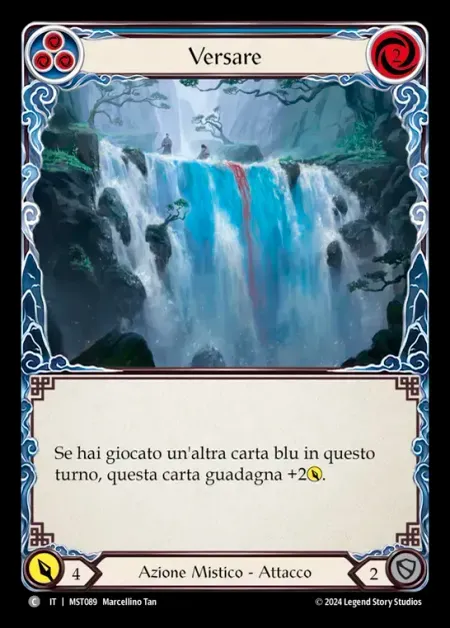 Versare
2
Se hai giocato un'altra carta blu in questo
turno, questa carta guadagna +2.
4
Azione Mistico - Attacco
2
C IT | MST089 Marcellino Tan
© 2024 Legend Story Studios